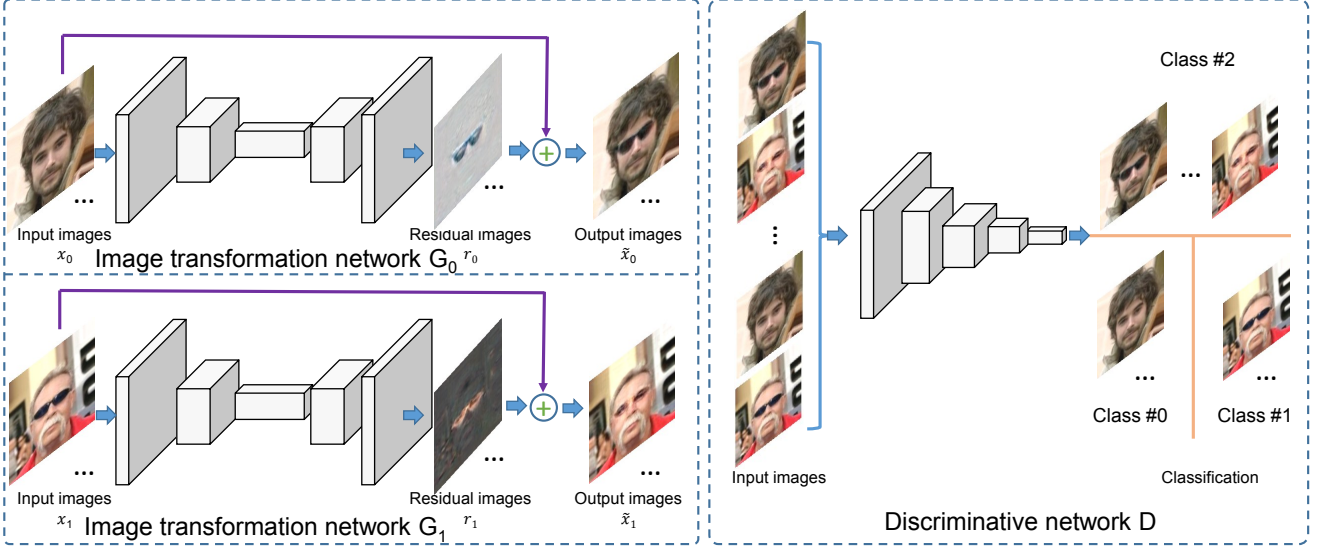 ...
...
...
Input images
Residual images
Output images
x₀
Image transformation network G₀
r₀
x̃₀
...
...
...
Input images
Residual images
Output images
x₁
Image transformation network G₁
r₁
x̃₁
Class #2
...
...
...
...
Class #0
Class #1
Input images
Classification
Discriminative network D